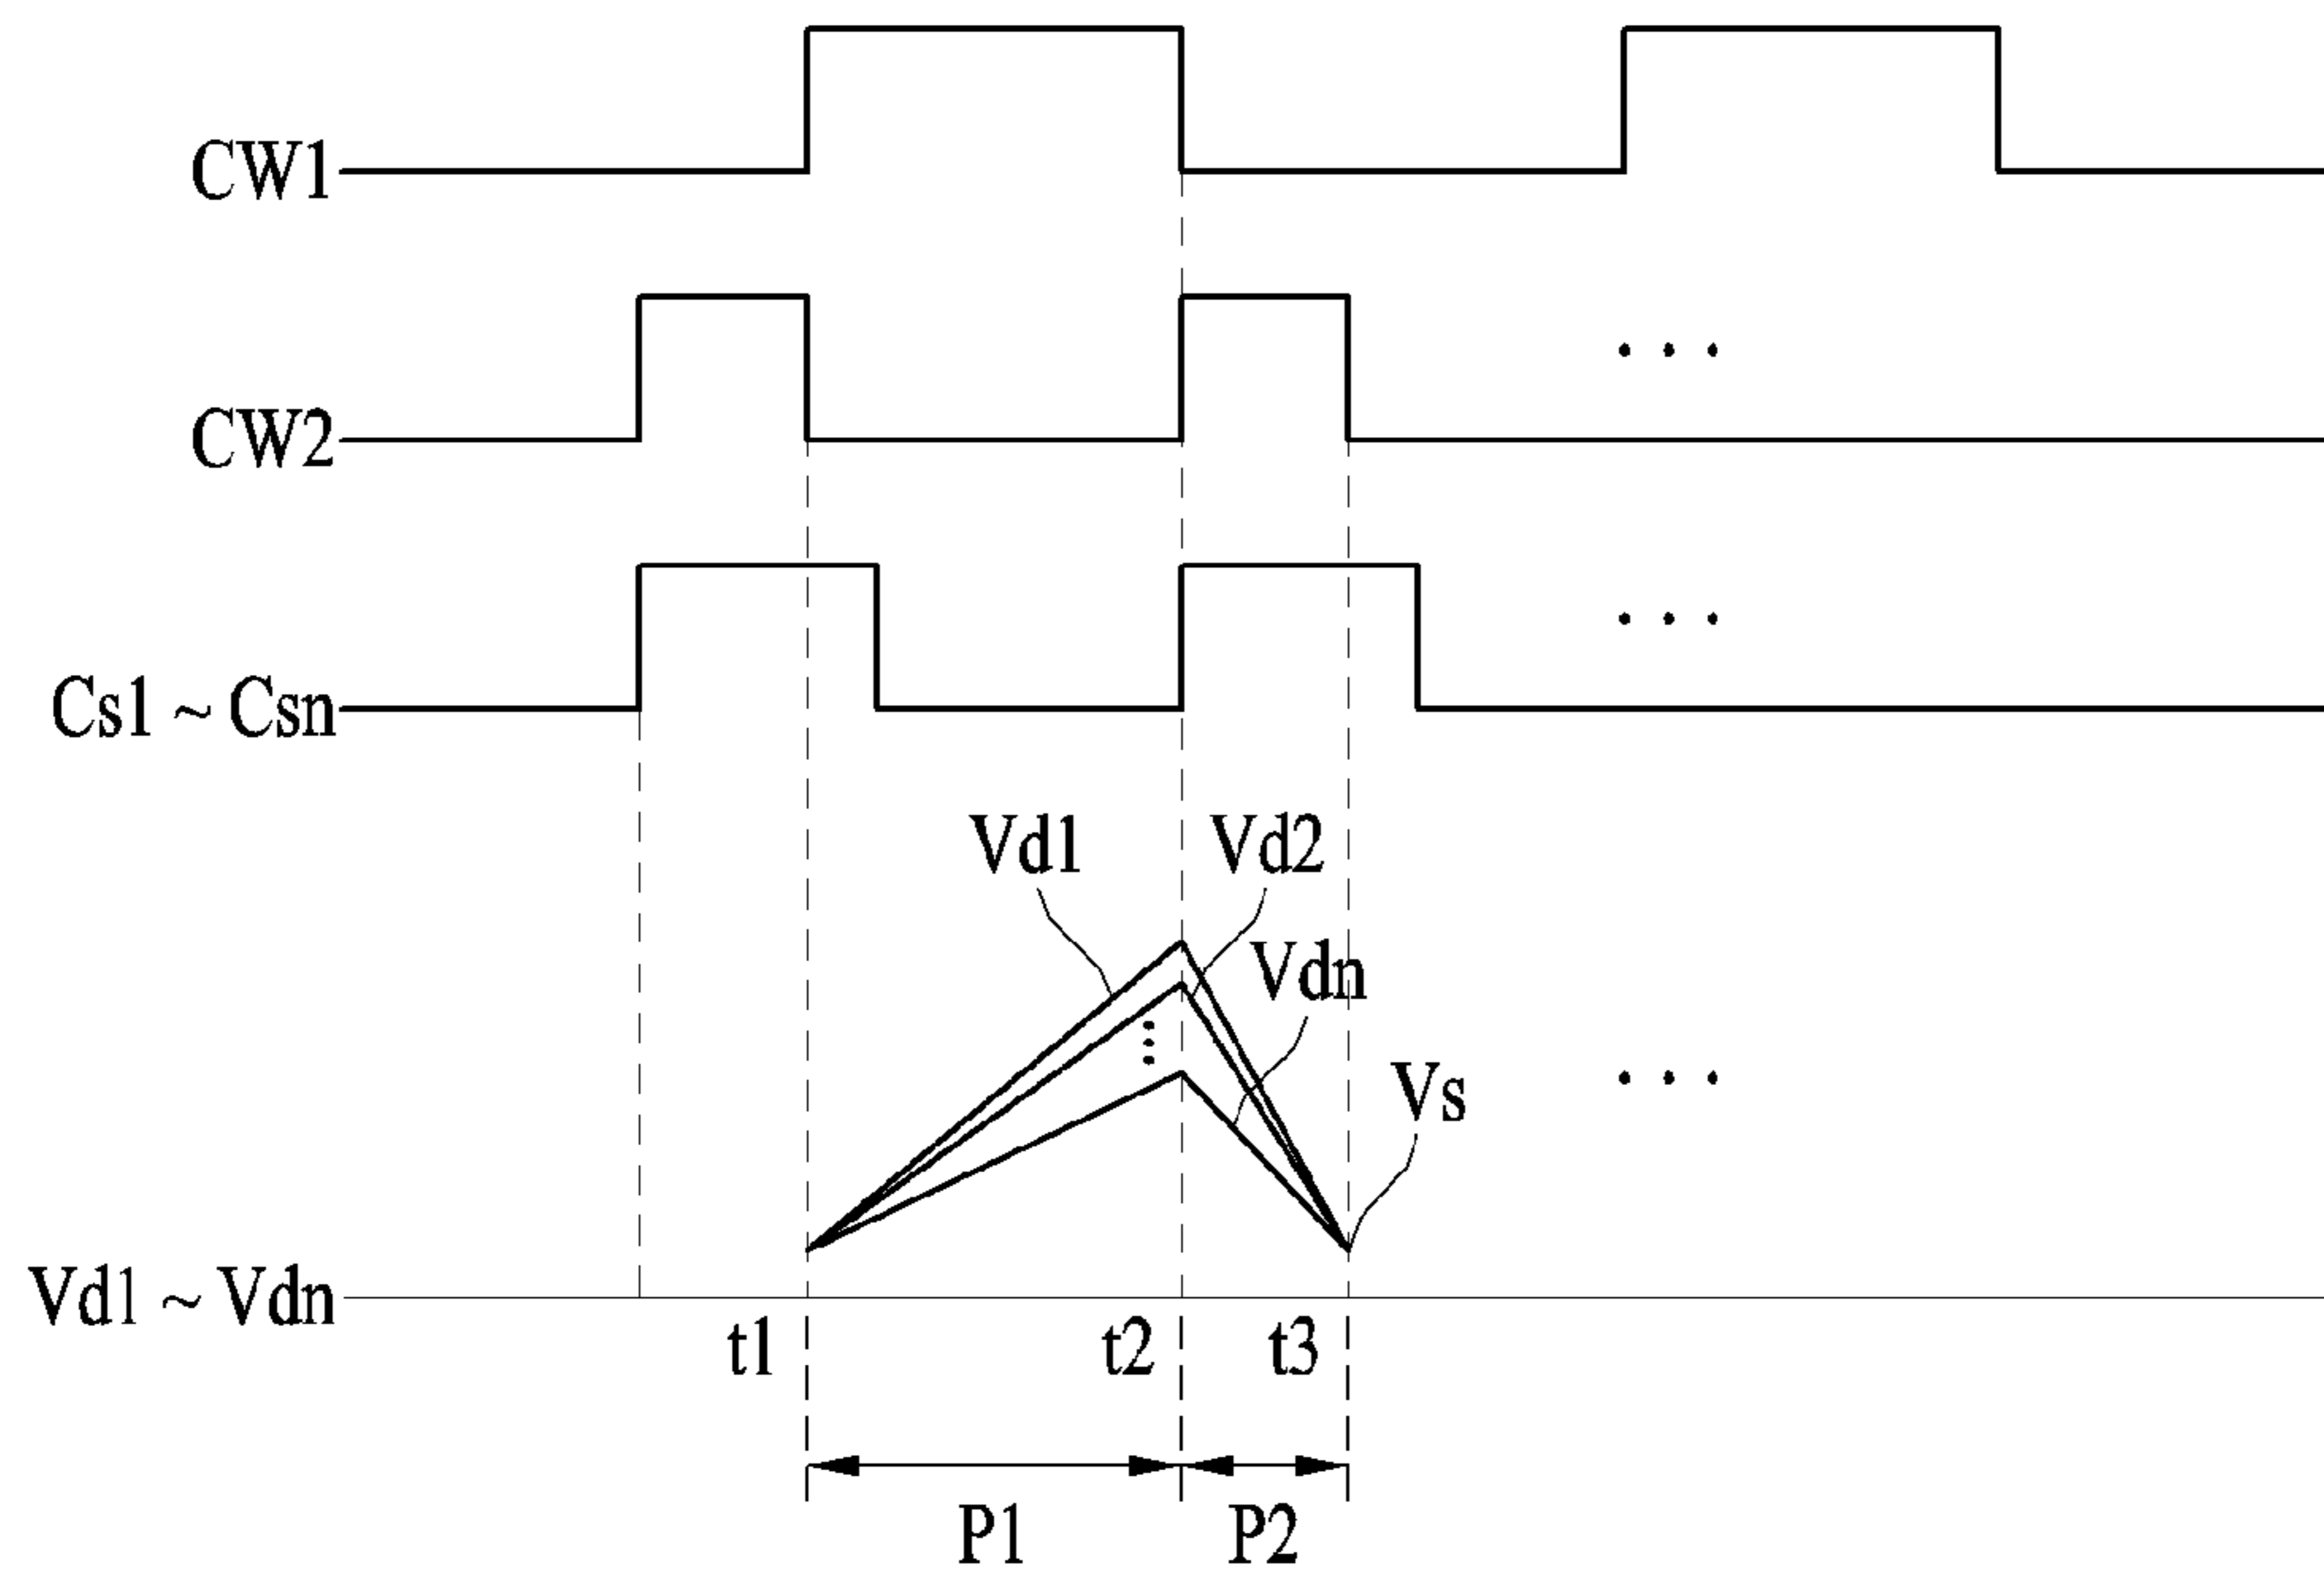 CW1
CW2
. . .
Cs1 ~ Csn
. . .
Vd1
Vd2
Vdn
Vs
. . .
Vd1 ~ Vdn
t1
t2
t3
P1
P2